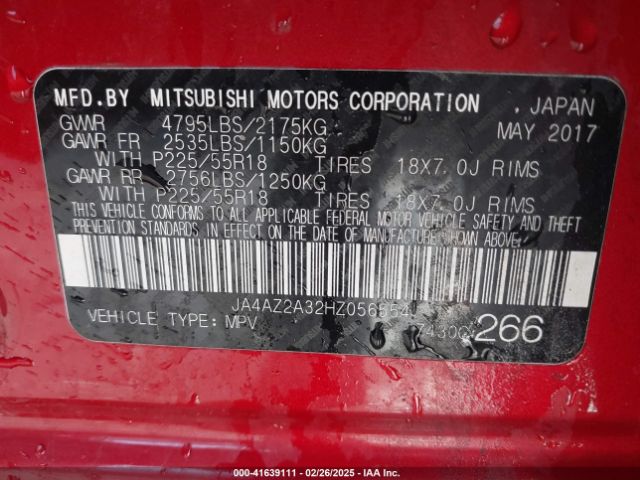 MFD.BY MITSUBISHI MOTORS CORPORATION , JAPAN
GVWR 4795LBS/2175KG MAY 2017
GAWR FR 2535LBS/1150KG
WITH P225/55R18 TIRES 18X7.0J RIMS
GAWR RR 2756LBS/1250KG
WITH P225/55R18 TIRES 18X7.0J RIMS
THIS VEHICLE CONFORMS TO ALL APPLICABLE FEDERAL MOTOR VEHICLE SAFETY AND THEFT
PREVENTION STANDARDS IN EFFECT ON THE DATE OF MANUFACTURE SHOWN ABOVE.
VEHICLE TYPE: MPV 266
000-41639111 - 02/26/2025 - IAA Inc.